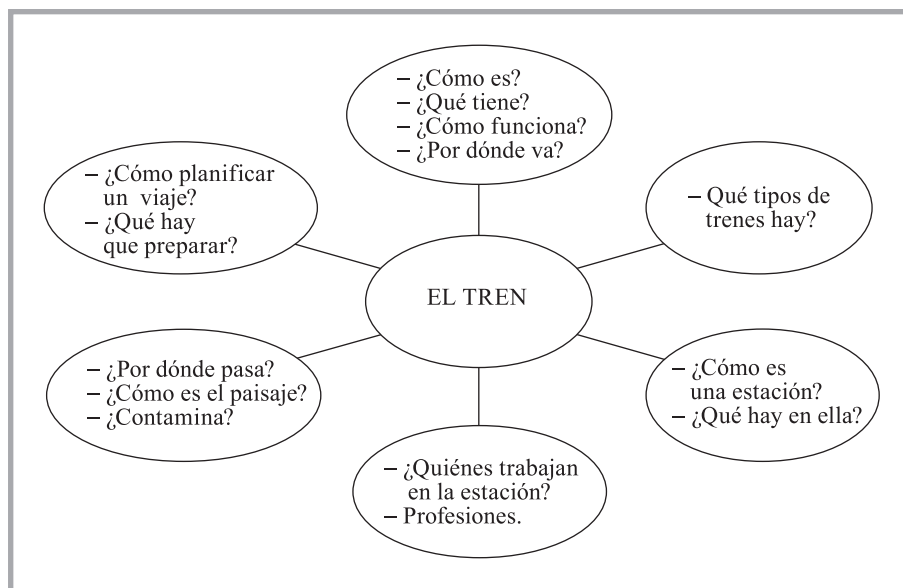 – ¿Cómo es?
– ¿Qué tiene?
– ¿Cómo funciona?
– ¿Por dónde va?
– ¿Cómo planificar
un viaje?
– ¿Qué hay
que preparar?
– Qué tipos de
trenes hay?
EL TREN
– ¿Por dónde pasa?
– ¿Cómo es el paisaje?
– ¿Contamina?
– ¿Cómo es
una estación?
– ¿Qué hay en ella?
– ¿Quiénes trabajan
en la estación?
– Profesiones.